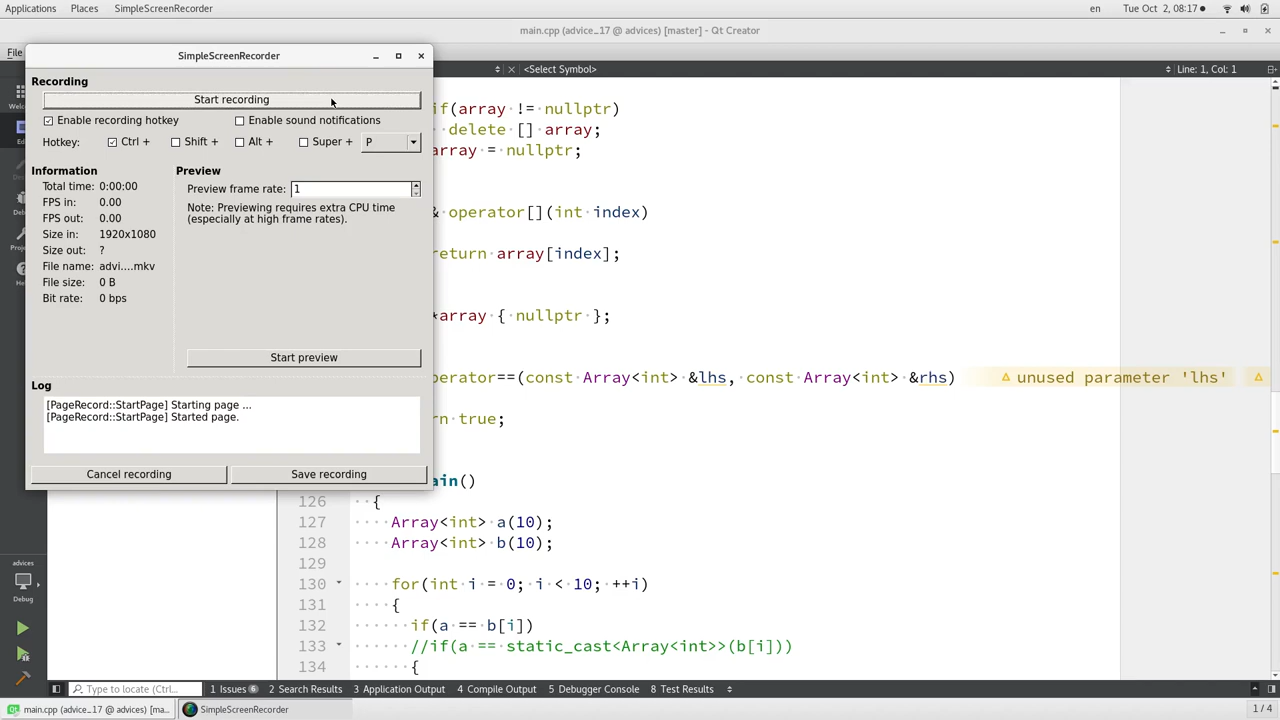 Applications Places SimpleScreenRecorder en Tue Oct 2, 08:17
main.cpp (advice_17 @ advices) [master] - Qt Creator
File
SimpleScreenRecorder
<Select Symbol> Line: 1, Col: 1
Recording
Start recording
Enable recording hotkey Enable sound notifications
Hotkey: Ctrl + Shift + Alt + Super + P
Information
Total time: 0:00:00
FPS in: 0.00
FPS out: 0.00
Size in: 1920x1080
Size out: ?
File name: advi....mkv
File size: 0 B
Bit rate: 0 bps
Preview
Preview frame rate: 1
Note: Previewing requires extra CPU time
(especially at high frame rates).
Start preview
Log
[PageRecord::StartPage] Starting page ...
[PageRecord::StartPage] Started page.
Cancel recording Save recording
if(array != nullptr)
delete [] array;
array = nullptr;
& operator[](int index)
return array[index];
*array { nullptr };
perator==(const Array<int> &lhs, const Array<int> &rhs) unused parameter 'lhs'
n true;
ain()
126 {
127 Array<int> a(10);
128 Array<int> b(10);
129
130 for(int i = 0; i < 10; ++i)
131 {
132 if(a == b[i])
133 //if(a == static_cast<Array<int>>(b[i]))
134 {
advices
Debug
Type to locate (Ctrl... 1 Issues 6 2 Search Results 3 Application Output 4 Compile Output 5 Debugger Console 8 Test Results
main.cpp (advice_17 @ advices) [ma... SimpleScreenRecorder 1 / 4